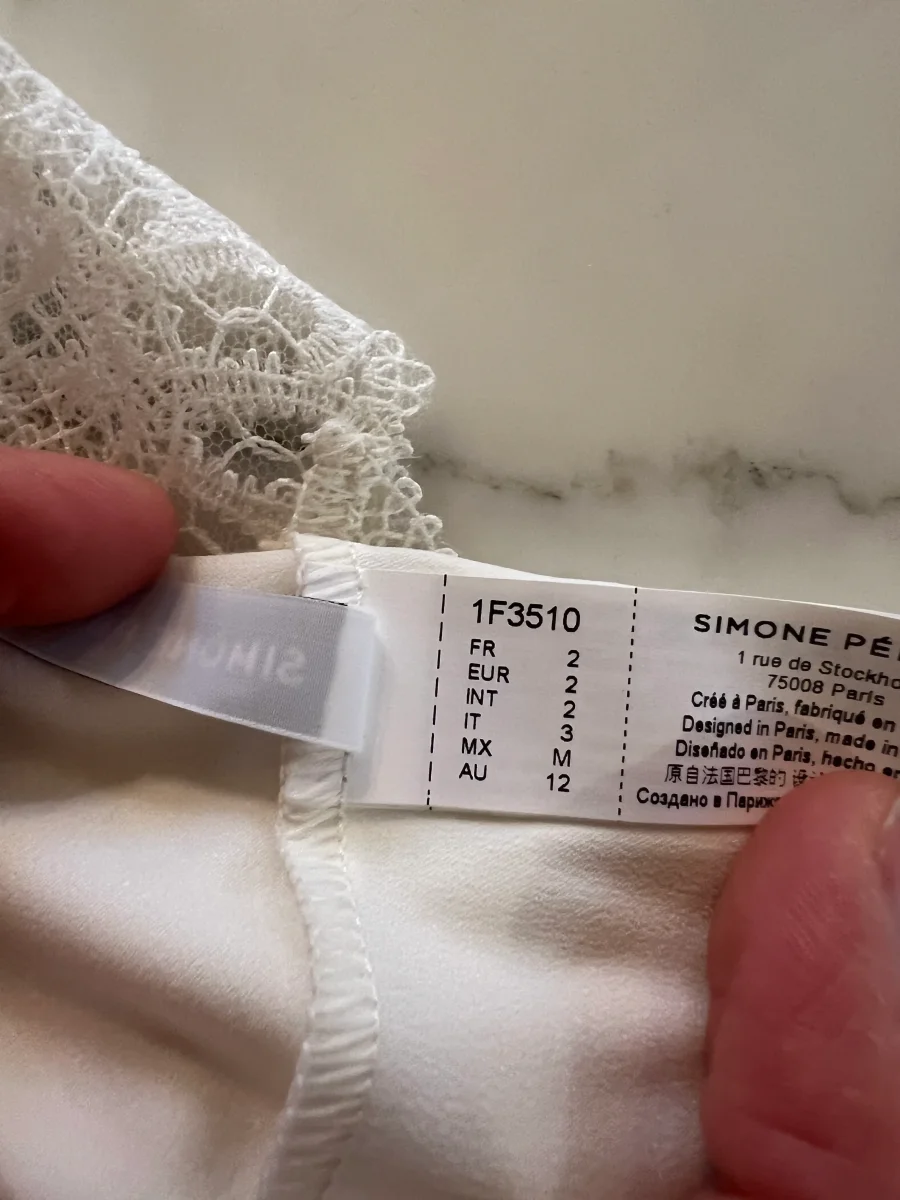 1F3510
FR 2
EUR 2
INT 2
IT 3
MX M
AU 12
SIMONE PÉ
1 rue de Stockho
75008 Paris
Créé à Paris, fabriqué en
Designed in Paris, made in
Diseñado en Paris, hecho en
原自法国巴黎的 设
Создано в Париж
SIMON